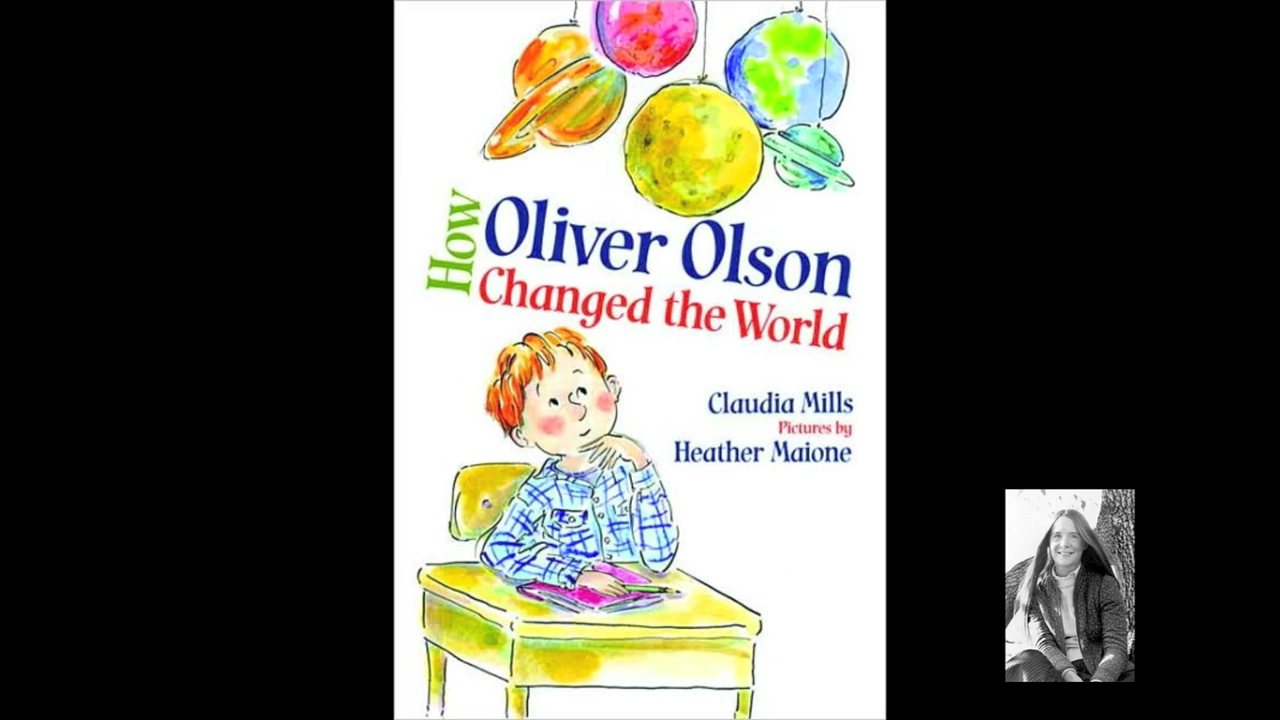 How
Oliver Olson
Changed the World
Claudia Mills
Pictures by
Heather Maione